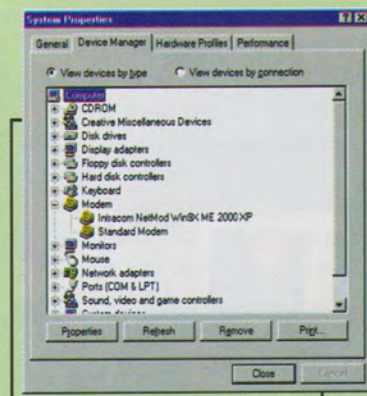 System Properties
General Device Manager Hardware Profiles Performance
View devices by type View devices by connection
Computer
CDROM
Creative Miscellaneous Devices
Disk drives
Display adapters
Floppy disk controllers
Hard disk controllers
Keyboard
Modem
Intracom NetMod WinSX ME 2000 XP
Standard Modem
Monitors
Mouse
Network adapters
Ports (COM & LPT)
Sound, video and game controllers
System devices
Properties Refresh Remove Print...
Close Cancel